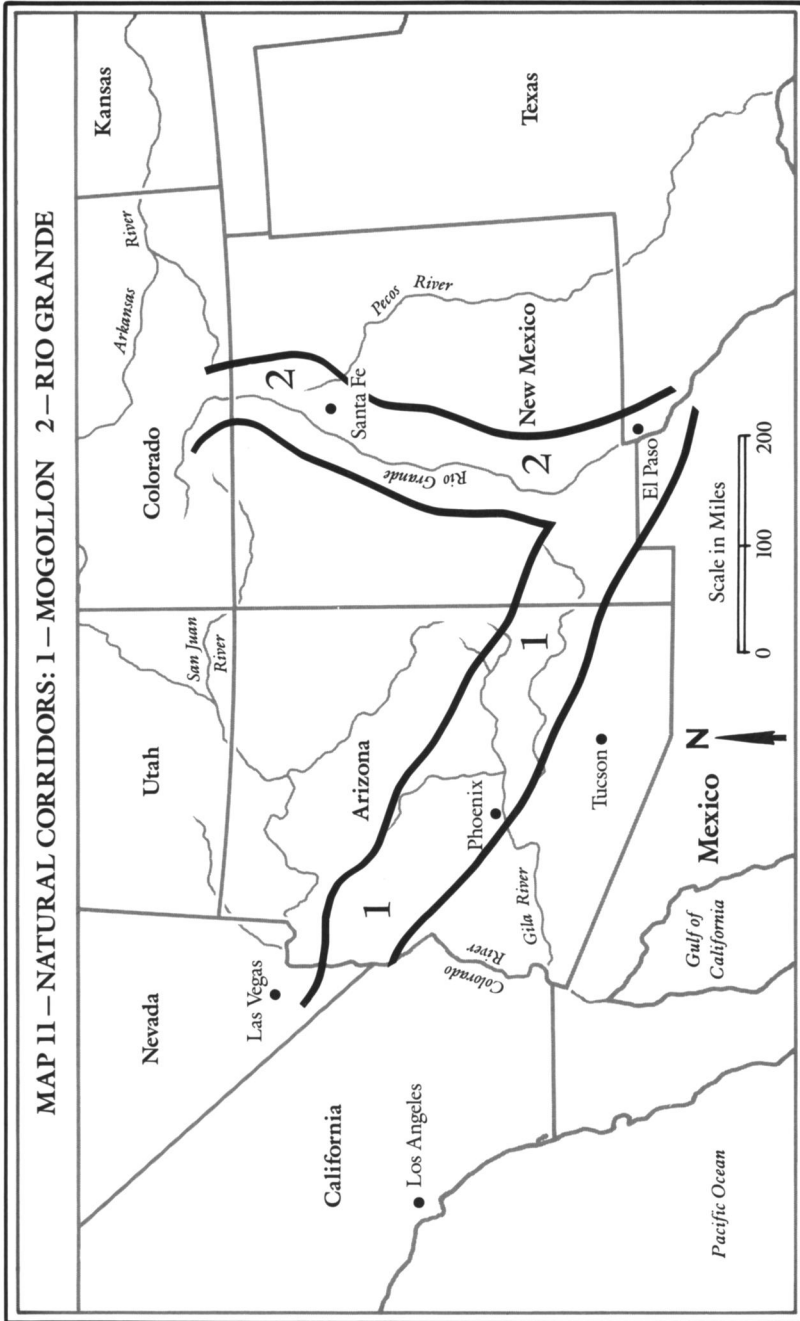 MAP 11 — NATURAL CORRIDORS: 1 — MOGOLLON 2 — RIO GRANDE
Nevada
Utah
Colorado
Kansas
Arkansas
River
San Juan
River
Las Vegas
2
Santa Fe
Pecos River
California
1
Arizona
Rio Grande
Texas
Los Angeles
Colorado
River
Phoenix
Gila River
1
2
New Mexico
Tucson
El Paso
Pacific Ocean
Gulf of
California
Mexico
N
Scale in Miles
0 100 200